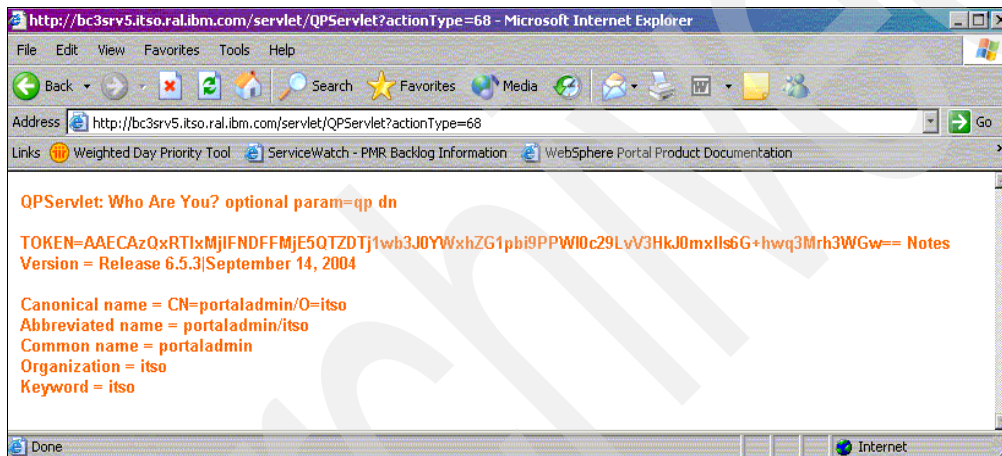 http://bc3srv5.itso.ral.ibm.com/servlet/QPServlet?actionType=68 - Microsoft Internet Explorer
File Edit View Favorites Tools Help
Back Search Favorites Media
Address http://bc3srv5.itso.ral.ibm.com/servlet/QPServlet?actionType=68 Go
Links Weighted Day Priority Tool ServiceWatch - PMR Backlog Information WebSphere Portal Product Documentation
QPServlet: Who Are You? optional param=qp dn
TOKEN=AAECAzQxRTIxMjlFNDFFMjE5QTZDTj1wb3J0YWxhZG1pbi9PPWl0c29LvV3HkJ0mxIls6G+hwq3Mrh3WGw== Notes
Version = Release 6.5.3|September 14, 2004
Canonical name = CN=portaladmin/O=itso
Abbreviated name = portaladmin/itso
Common name = portaladmin
Organization = itso
Keyword = itso
Done Internet